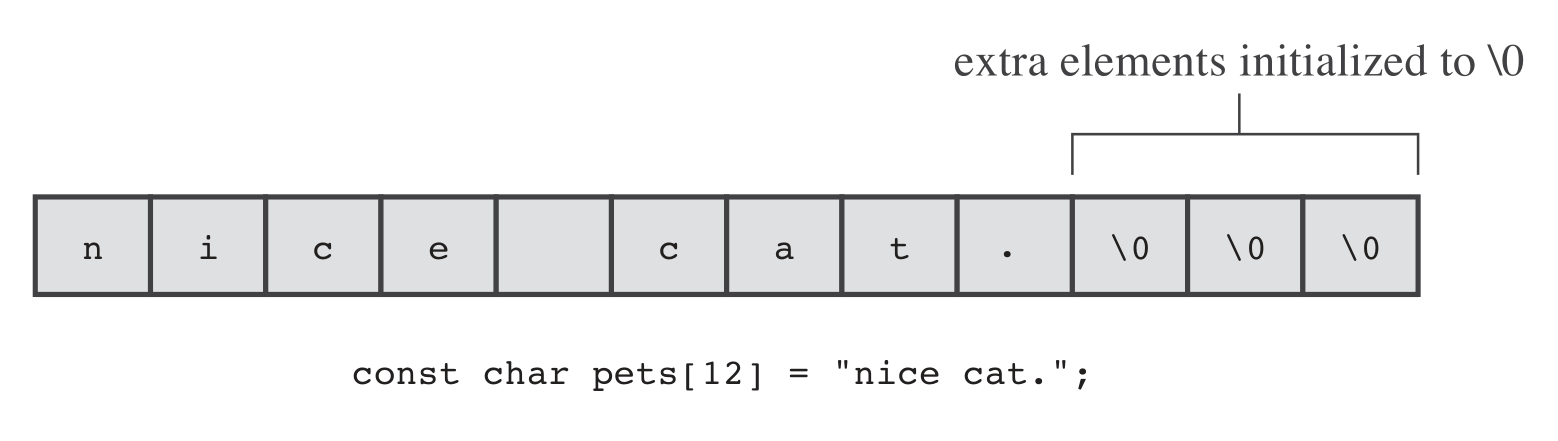 extra elements initialized to \0
n i c e c a t . \0 \0 \0
const char pets[12] = "nice cat.";